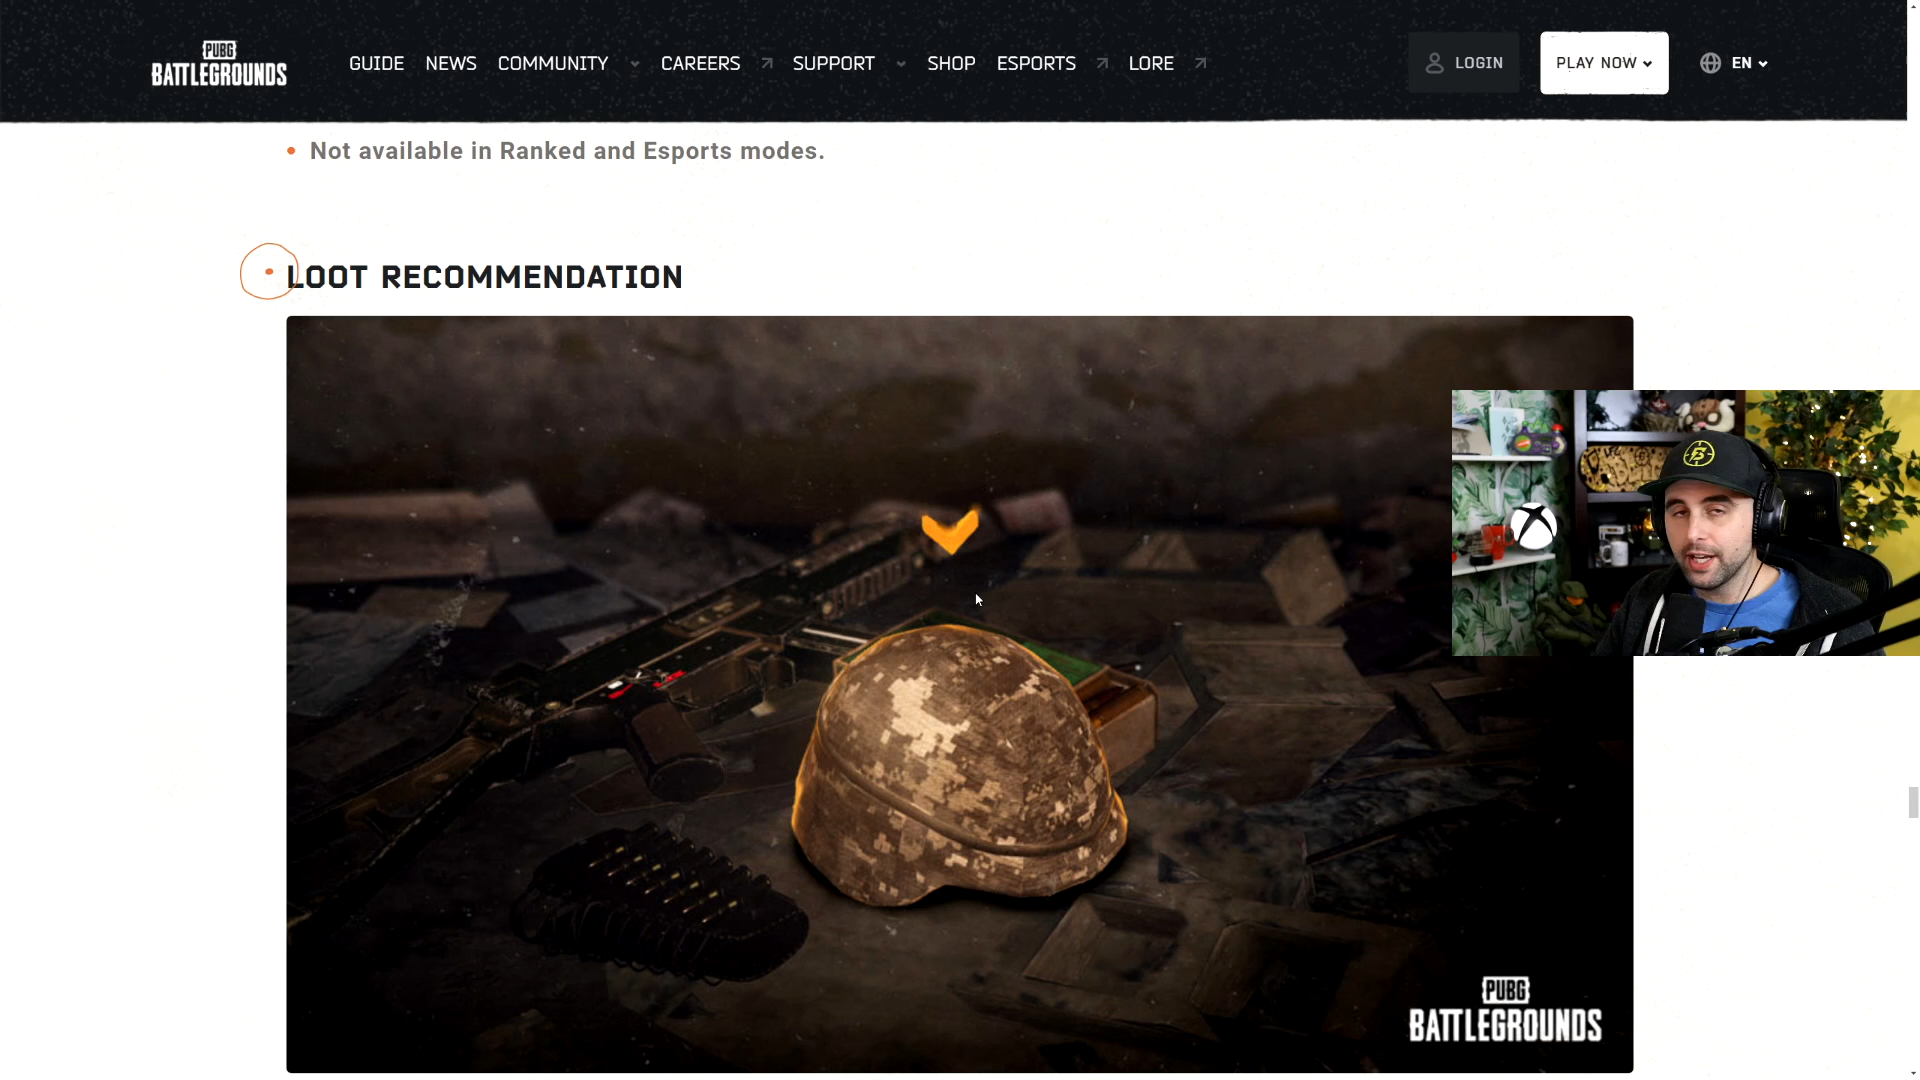 PUBG
BATTLEGROUNDS
GUIDE NEWS COMMUNITY CAREERS SUPPORT SHOP ESPORTS LORE LOGIN PLAY NOW EN
Not available in Ranked and Esports modes.
LOOT RECOMMENDATION
PUBG
BATTLEGROUNDS